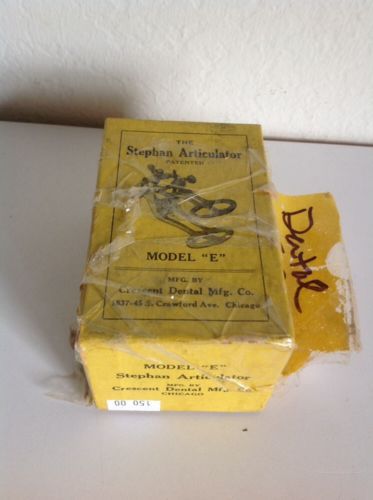 THE
Stephan Articulator
PATENTED
MODEL "E"
MFG. BY
Crescent Dental Mfg. Co.
1837-45 S. Crawford Ave. Chicago
Dental
MODEL "E"
Stephan Articulator
MFG. BY
Crescent Dental Mfg. Co.
CHICAGO
150 00